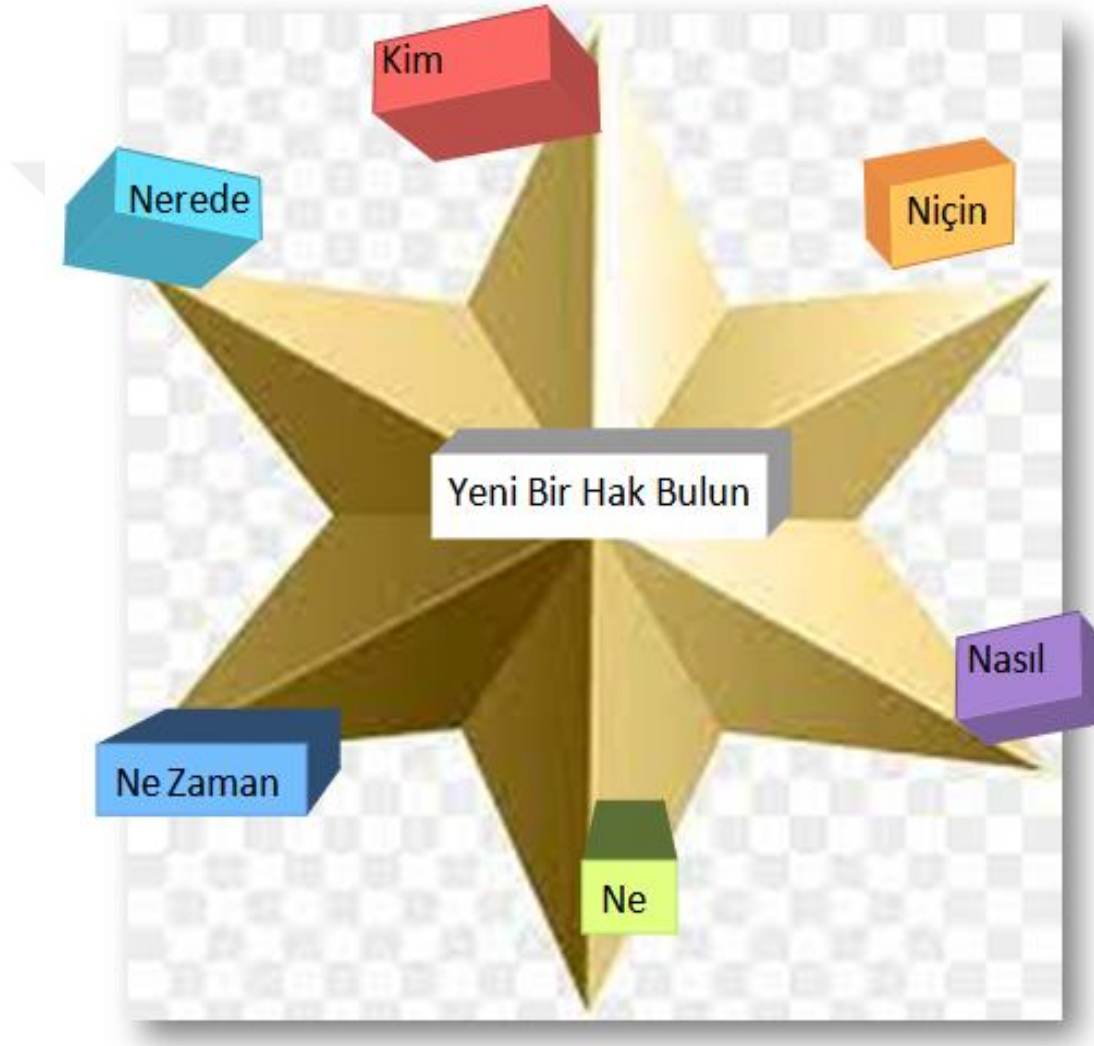 Kim
Nerede
Niçin
Yeni Bir Hak Bulun
Nasıl
Ne Zaman
Ne